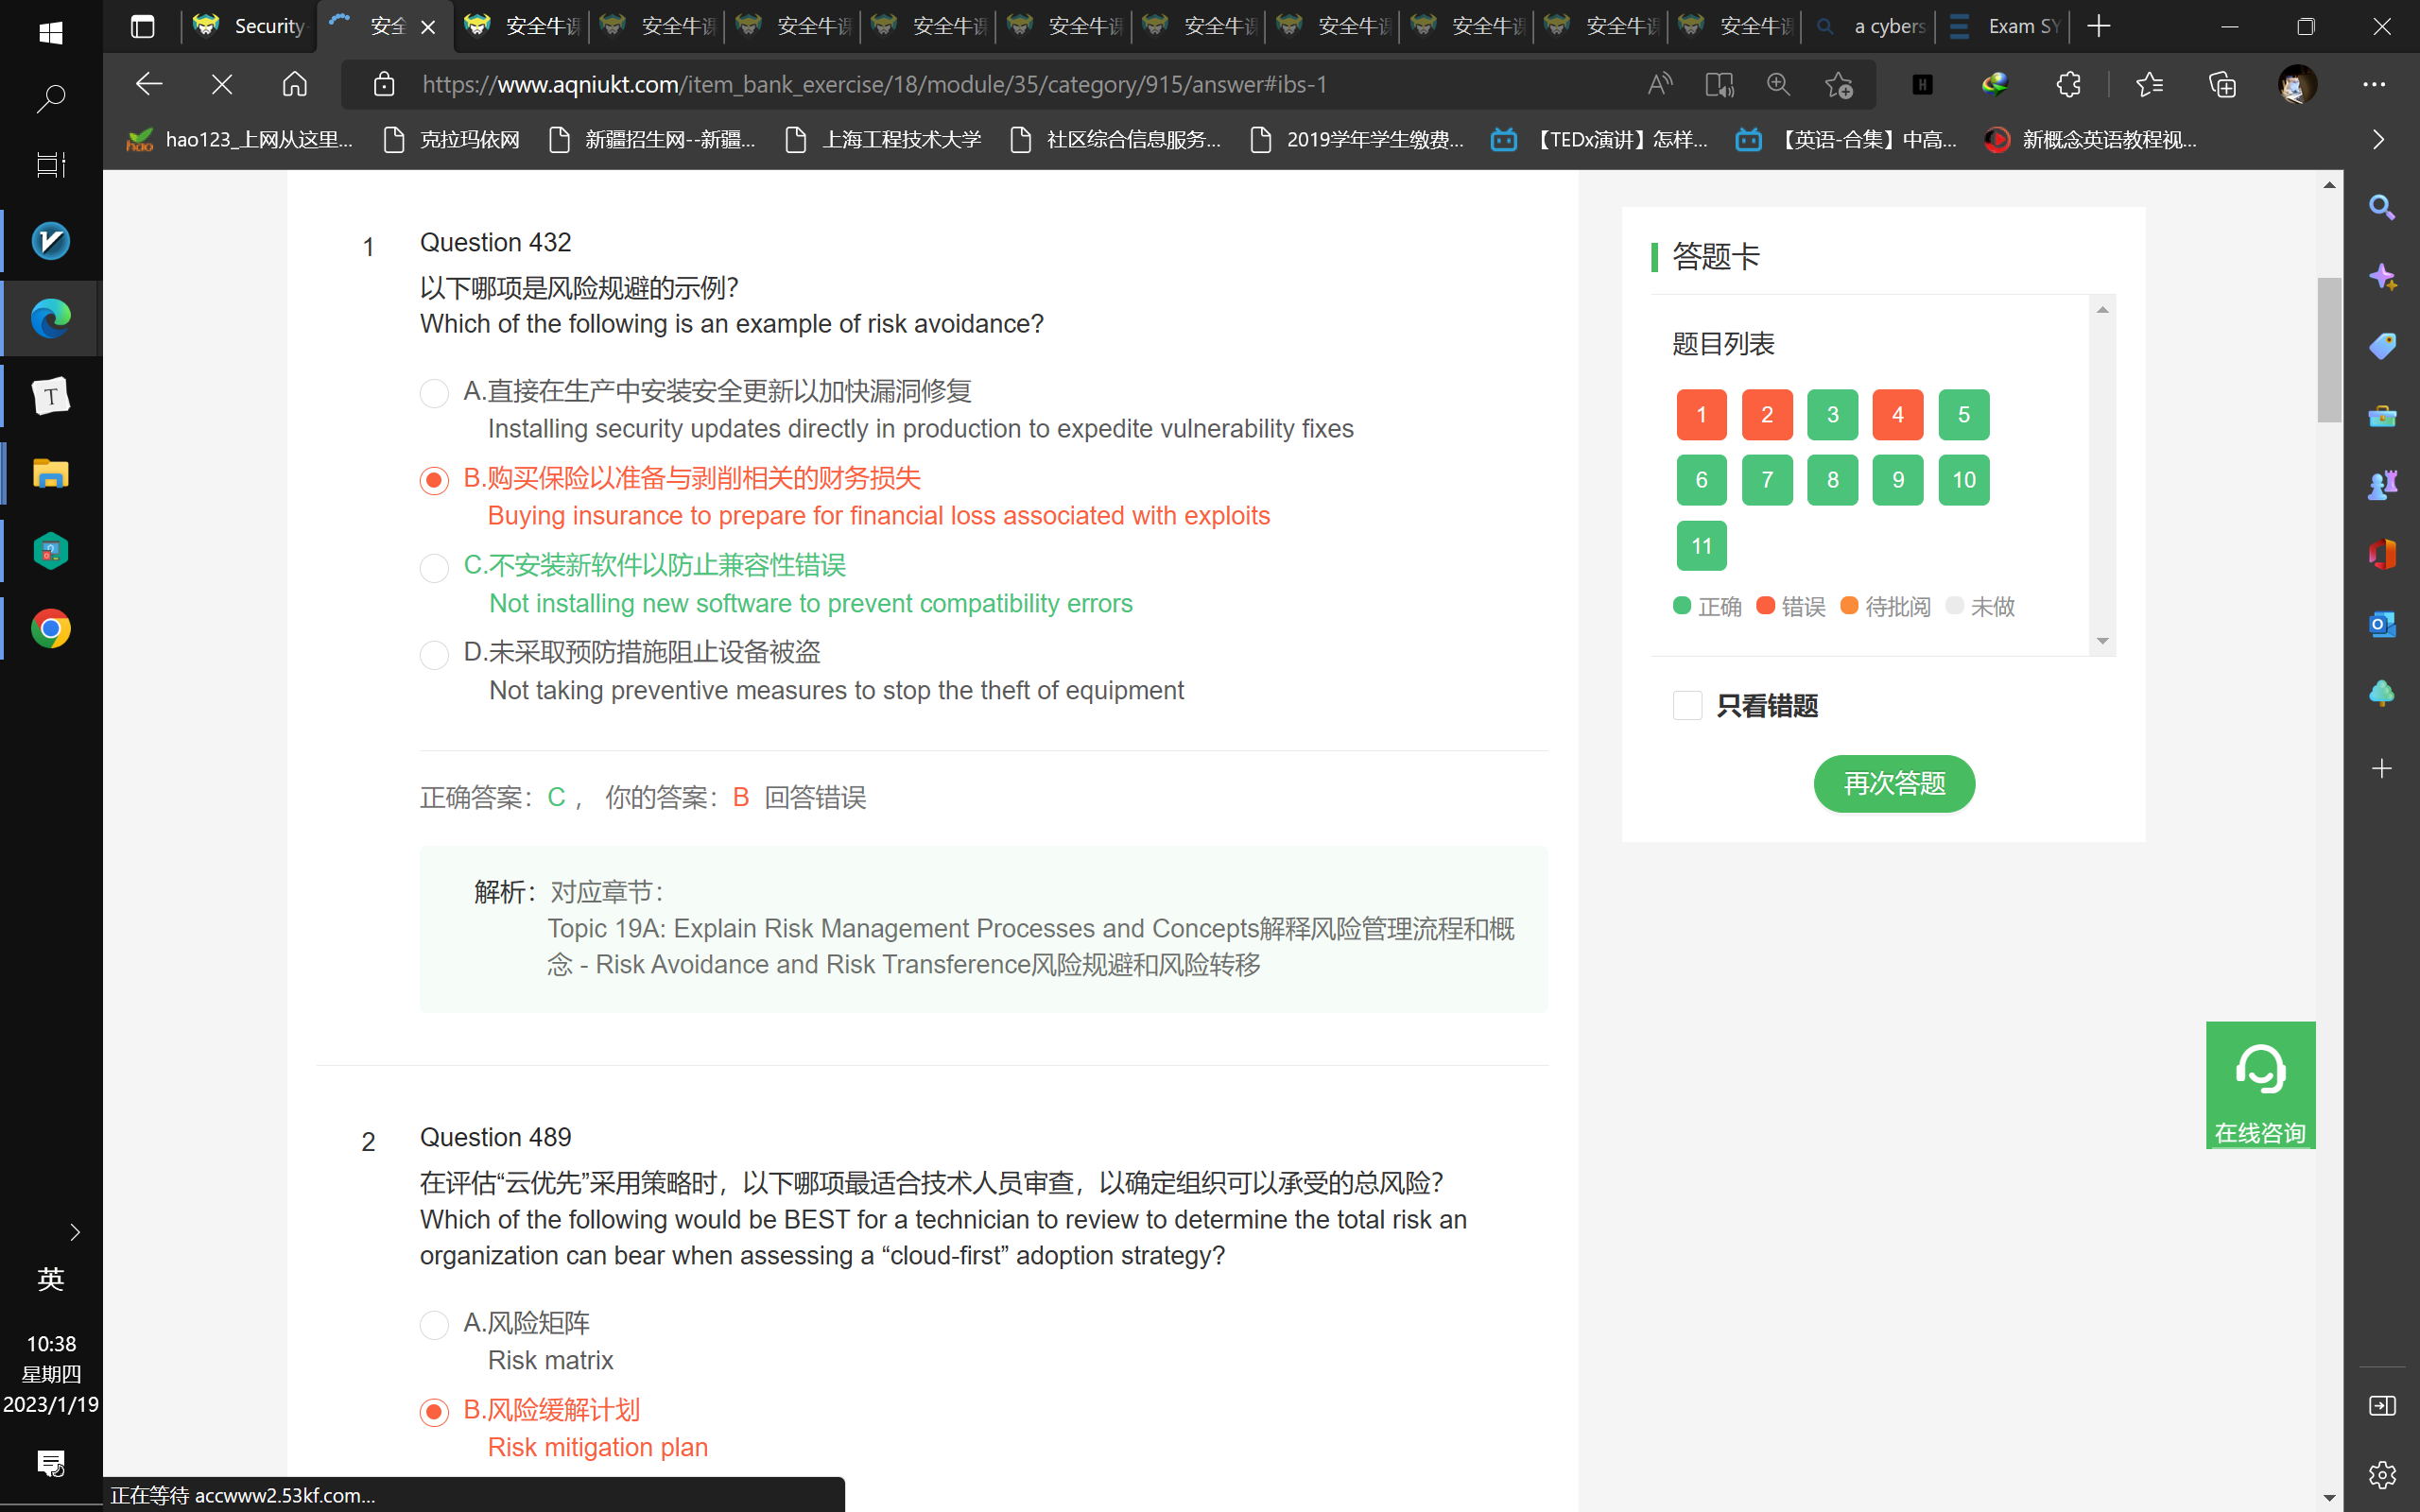 Security
安全
安全牛课
安全牛课
安全牛课
安全牛课
安全牛课
安全牛课
安全牛课
安全牛课
安全牛课
安全牛课
a cybers
Exam SY
https://www.aqniukt.com/item_bank_exercise/18/module/35/category/915/answer#ibs-1
hao123_上网从这里...
克拉玛依网
新疆招生网--新疆...
上海工程技术大学
社区综合信息服务...
2019学年学生缴费...
【TEDx演讲】怎样...
【英语-合集】中高...
新概念英语教程视...
1
Question 432
以下哪项是风险规避的示例?
Which of the following is an example of risk avoidance?
A.直接在生产中安装安全更新以加快漏洞修复
Installing security updates directly in production to expedite vulnerability fixes
B.购买保险以准备与剥削相关的财务损失
Buying insurance to prepare for financial loss associated with exploits
C.不安装新软件以防止兼容性错误
Not installing new software to prevent compatibility errors
D.未采取预防措施阻止设备被盗
Not taking preventive measures to stop the theft of equipment
正确答案：C ， 你的答案：B 回答错误
解析：对应章节：
Topic 19A: Explain Risk Management Processes and Concepts解释风险管理流程和概
念 - Risk Avoidance and Risk Transference风险规避和风险转移
2
Question 489
在评估“云优先”采用策略时，以下哪项最适合技术人员审查，以确定组织可以承受的总风险?
Which of the following would be BEST for a technician to review to determine the total risk an
organization can bear when assessing a “cloud-first” adoption strategy?
A.风险矩阵
Risk matrix
B.风险缓解计划
Risk mitigation plan
答题卡
题目列表
1 2 3 4 5
6 7 8 9 10
11
正确 错误 待批阅 未做
只看错题
再次答题
在线咨询
英
10:38
星期四
2023/1/19
正在等待 accwww2.53kf.com...